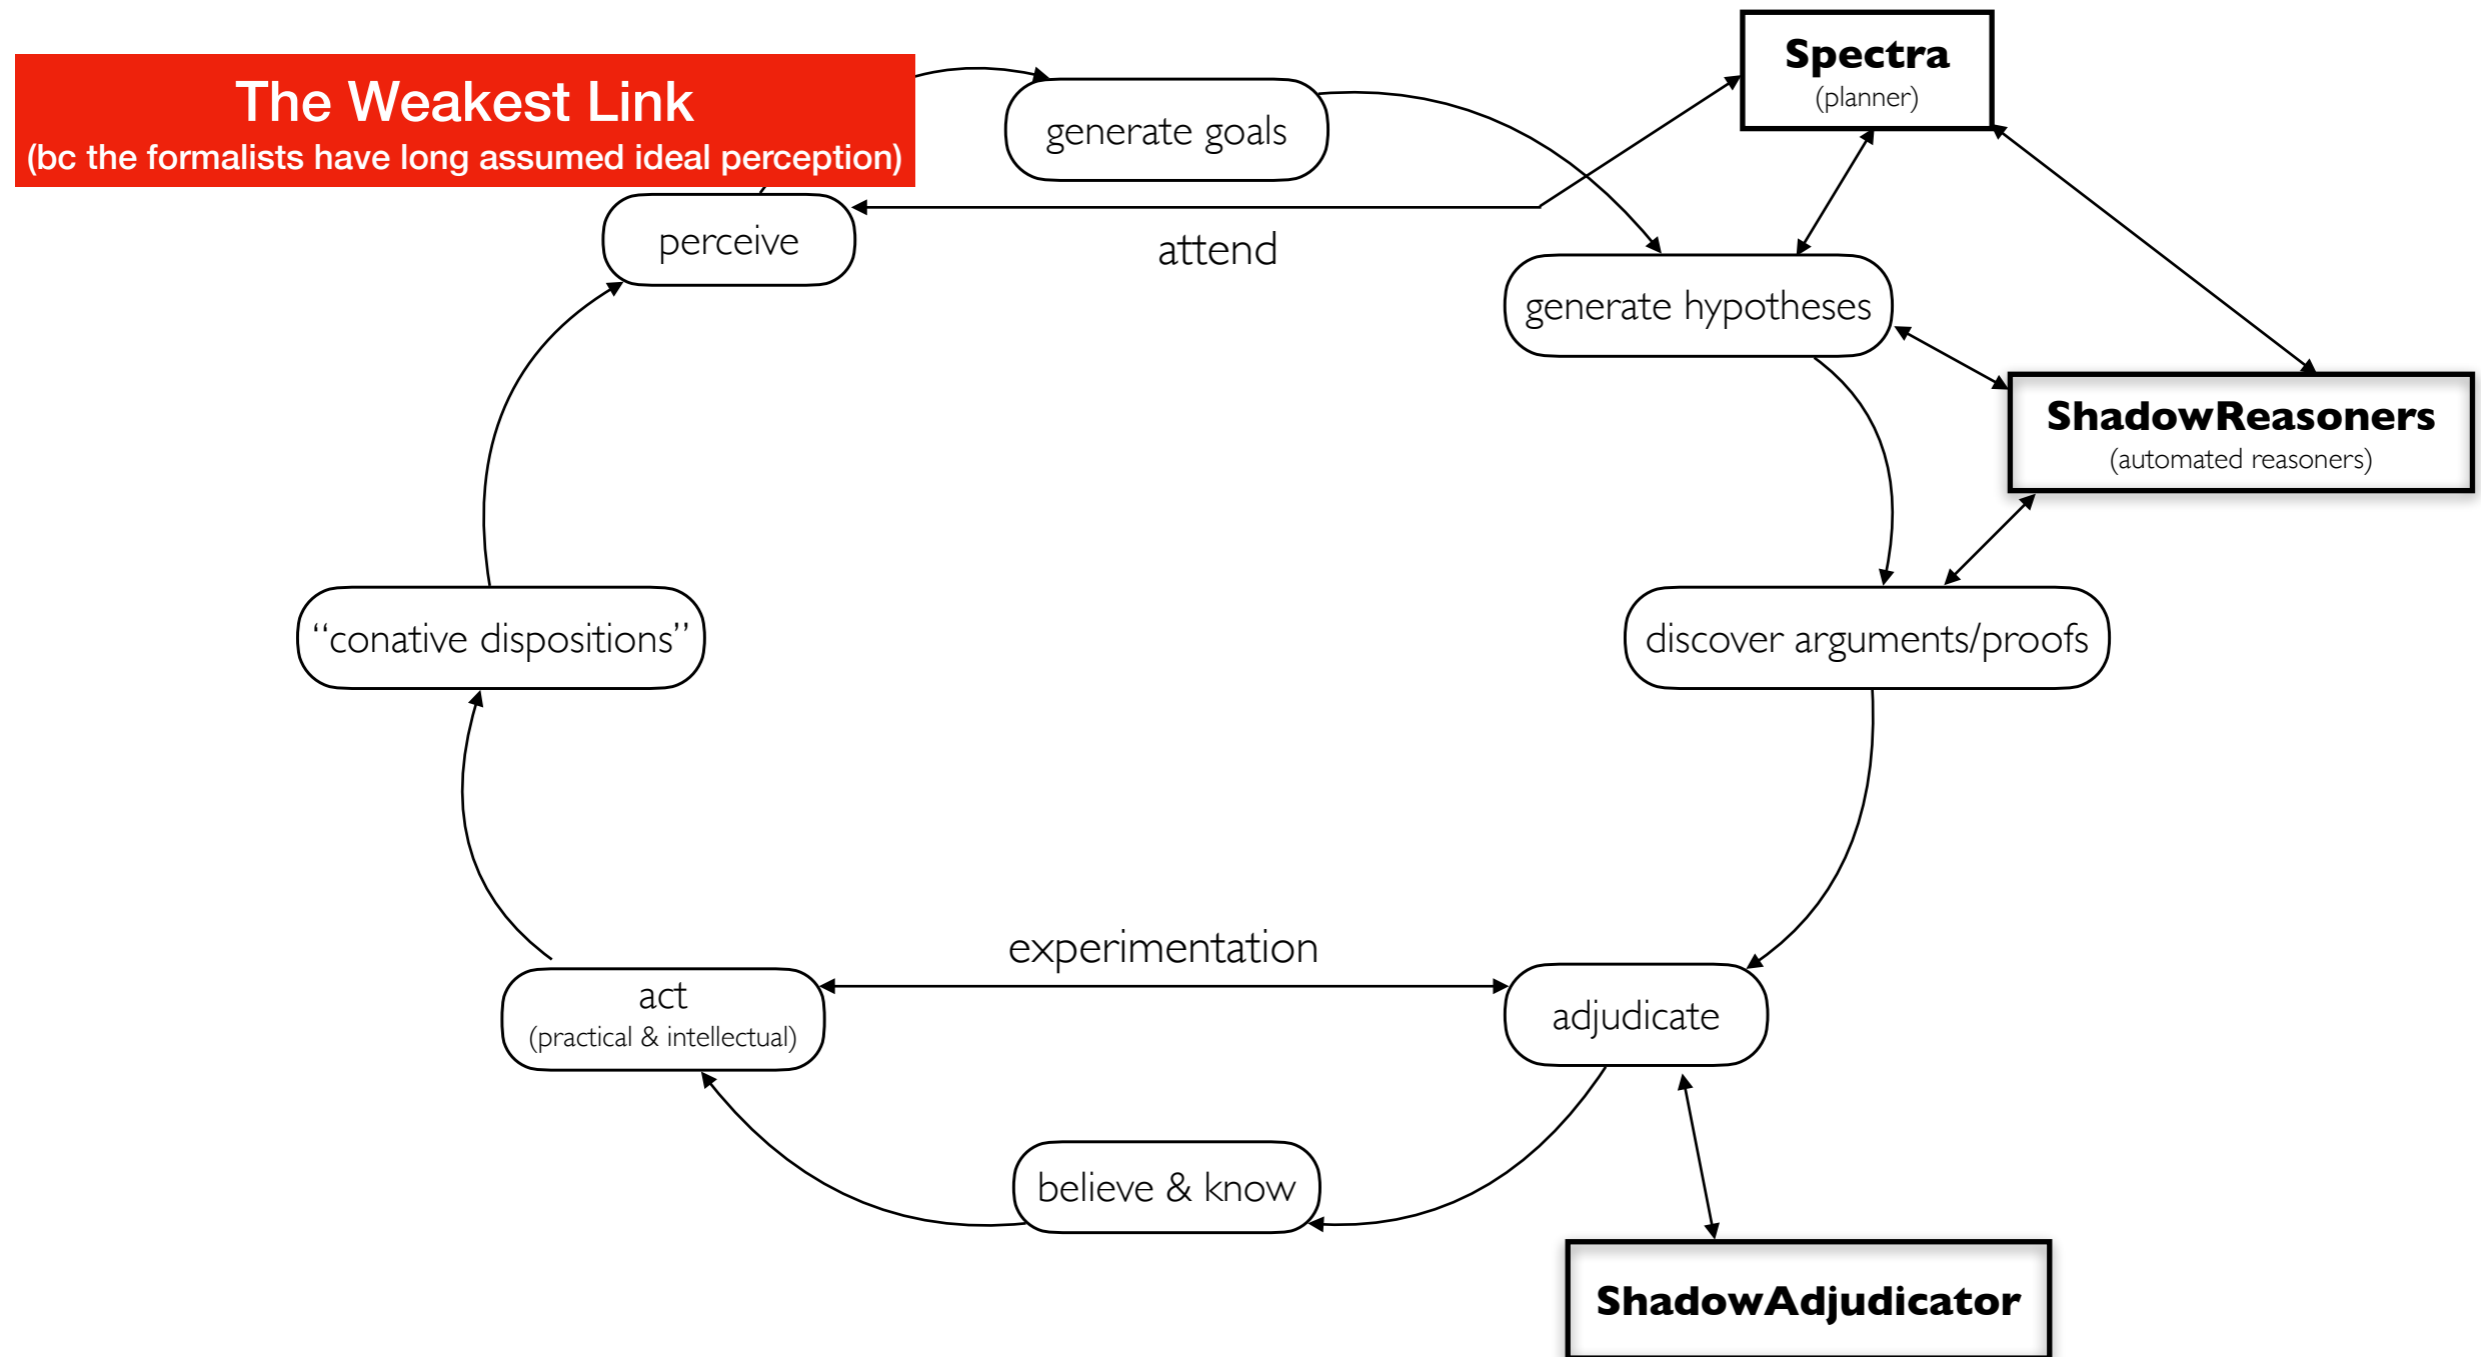 The Weakest Link
(bc the formalists have long assumed ideal perception)
generate goals
Spectra
(planner)
perceive
attend
generate hypotheses
ShadowReasoners
(automated reasoners)
“conative dispositions”
discover arguments/proofs
experimentation
act
(practical & intellectual)
adjudicate
believe & know
ShadowAdjudicator